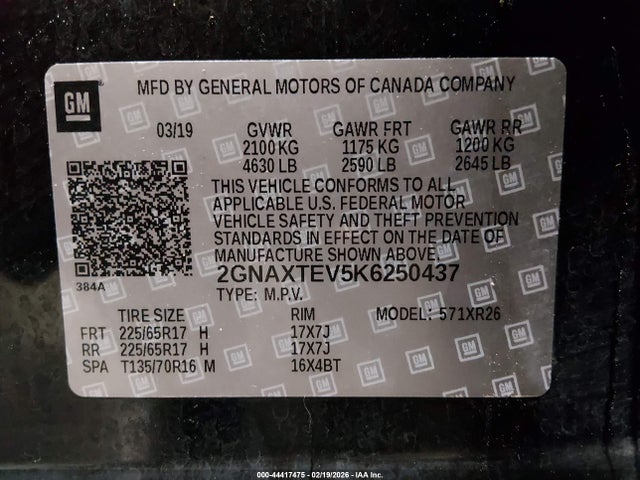 GM
MFD BY GENERAL MOTORS OF CANADA COMPANY
03/19 GVWR GAWR FRT GAWR RR
2100 KG 1175 KG 1200 KG
4630 LB 2590 LB 2645 LB
THIS VEHICLE CONFORMS TO ALL
APPLICABLE U.S. FEDERAL MOTOR
VEHICLE SAFETY AND THEFT PREVENTION
STANDARDS IN EFFECT ON THE DATE OF
MANUFACTURE SHOWN ABOVE.
384A
2GNAXTEV5K6250437
TYPE: M.P.V.
TIRE SIZE RIM MODEL: 571XR26
FRT 225/65R17 H 17X7J
RR 225/65R17 H 17X7J
SPA T135/70R16 M 16X4BT
000-44417475 - 02/19/2026 - IAA Inc.